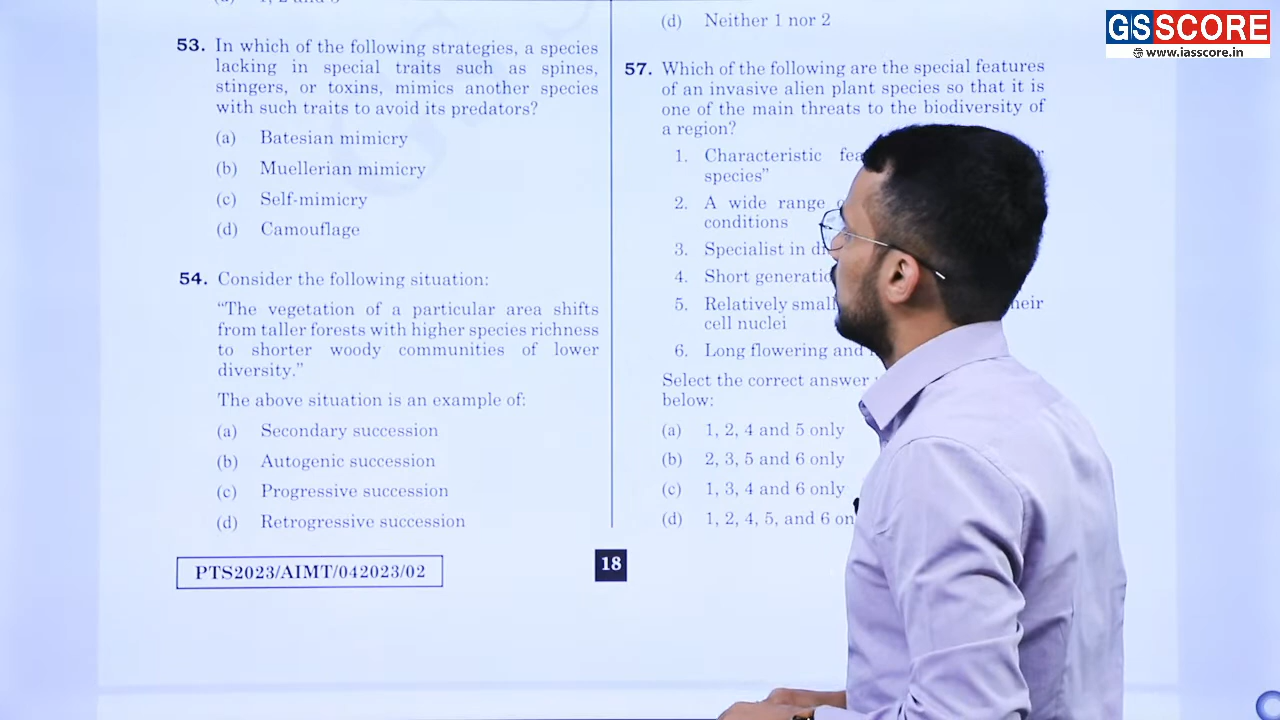 GSSCORE
www.iasscore.in
53. In which of the following strategies, a species
lacking in special traits such as spines,
stingers, or toxins, mimics another species
with such traits to avoid its predators?
(a) Batesian mimicry
(b) Muellerian mimicry
(c) Self-mimicry
(d) Camouflage
54. Consider the following situation:
“The vegetation of a particular area shifts
from taller forests with higher species richness
to shorter woody communities of lower
diversity.”
The above situation is an example of:
(a) Secondary succession
(b) Autogenic succession
(c) Progressive succession
(d) Retrogressive succession
(d) Neither 1 nor 2
57. Which of the following are the special features
of an invasive alien plant species so that it is
one of the main threats to the biodiversity of
a region?
1. Characteristic
species”
2. A wide range
conditions
3. Specialist in
4. Short
5. Relatively
cell nuclei
6. Long flowering and
Select the correct answer
below:
(a) 1, 2, 4 and 5 only
(b) 2, 3, 5 and 6 only
(c) 1, 3, 4 and 6 only
(d) 1, 2, 4, 5, and 6
PTS2023/AIMT/042023/02
18